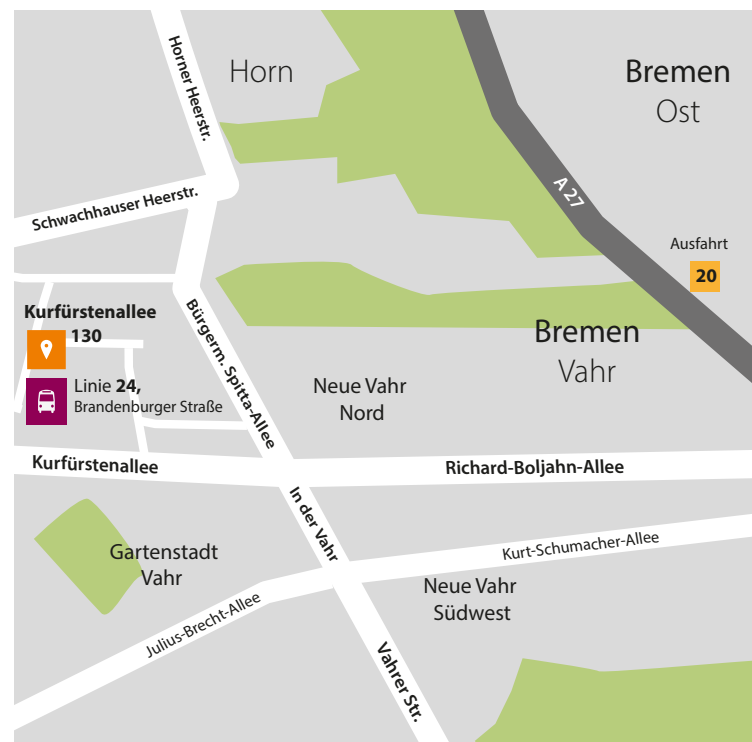 Horner Heerstr.
Horn
Bremen
Ost
A 27
Schwachhauser Heerstr.
Ausfahrt
20
Kurfürstenallee
130
Linie 24,
Brandenburger Straße
Bürgerm. Spitta-Allee
Bremen
Vahr
Neue Vahr
Nord
Kurfürstenallee
Richard-Boljahn-Allee
In der Vahr
Gartenstadt
Vahr
Kurt-Schumacher-Allee
Neue Vahr
Südwest
Julius-Brecht-Allee
Vahrer Str.